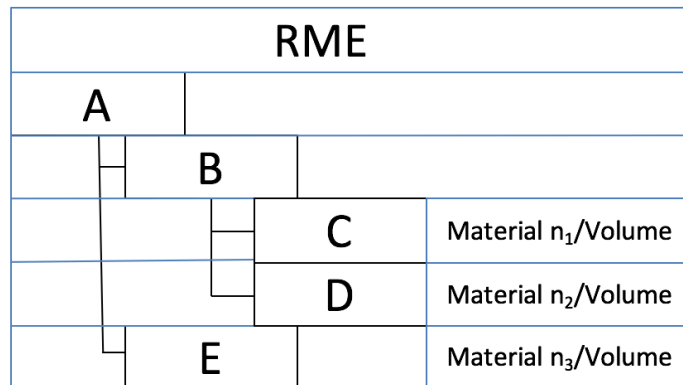 RME
A
B
C Material n₁/Volume
D Material n₂/Volume
E Material n₃/Volume